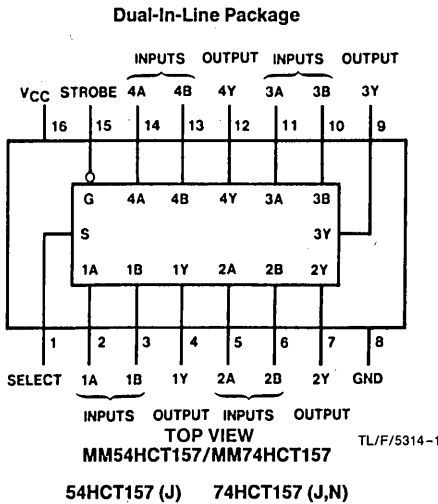 Dual-In-Line Package
INPUTS OUTPUT INPUTS OUTPUT
VCC STROBE 4A 4B 4Y 3A 3B 3Y
16 15 14 13 12 11 10 9
G 4A 4B 4Y 3A 3B
S 3Y
1A 1B 1Y 2A 2B 2Y
1 2 3 4 5 6 7 8
SELECT 1A 1B 1Y 2A 2B 2Y GND
INPUTS OUTPUT INPUTS OUTPUT
TOP VIEW
TL/F/5314-1
MM54HCT157/MM74HCT157
54HCT157 (J) 74HCT157 (J,N)